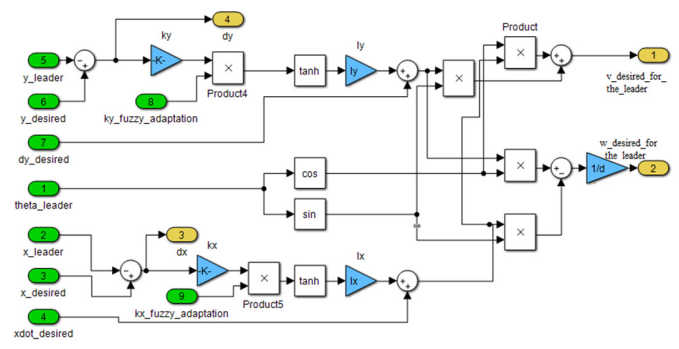 4
dy
Product
5
y_leader
ky
-K-
×
Product4
tanh
ly
ly
×
×
1
v_desired_for_
the_leader
6
y_desired
8
ky_fuzzy_adaptation
7
dy_desired
w_desired_for
the leader
cos
×
1/d
2
1
theta_leader
sin
×
2
x_leader
3
dx
kx
-K-
×
Product5
tanh
lx
lx
3
x_desired
9
kx_fuzzy_adaptation
4
xdot_desired